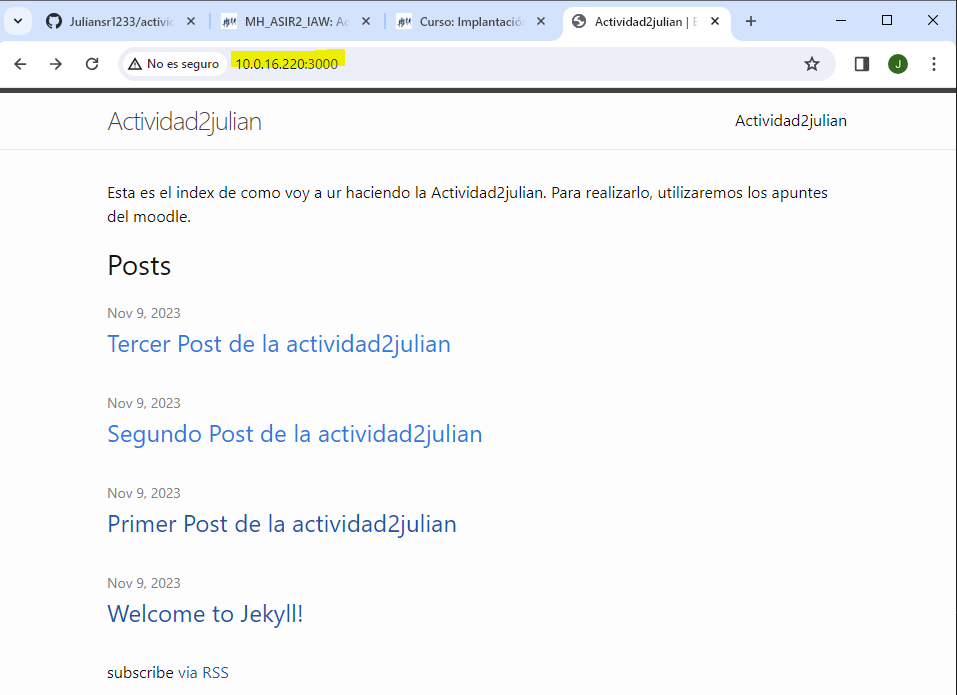 Juliansr1233/activid
MH_ASIR2_IAW: Ac
Curso: Implantación
Actividad2julian | E
No es seguro
10.0.16.220:3000
J
Actividad2julian
Actividad2julian
Esta es el index de como voy a ur haciendo la Actividad2julian. Para realizarlo, utilizaremos los apuntes
del moodle.
Posts
Nov 9, 2023
Tercer Post de la actividad2julian
Nov 9, 2023
Segundo Post de la actividad2julian
Nov 9, 2023
Primer Post de la actividad2julian
Nov 9, 2023
Welcome to Jekyll!
subscribe via RSS